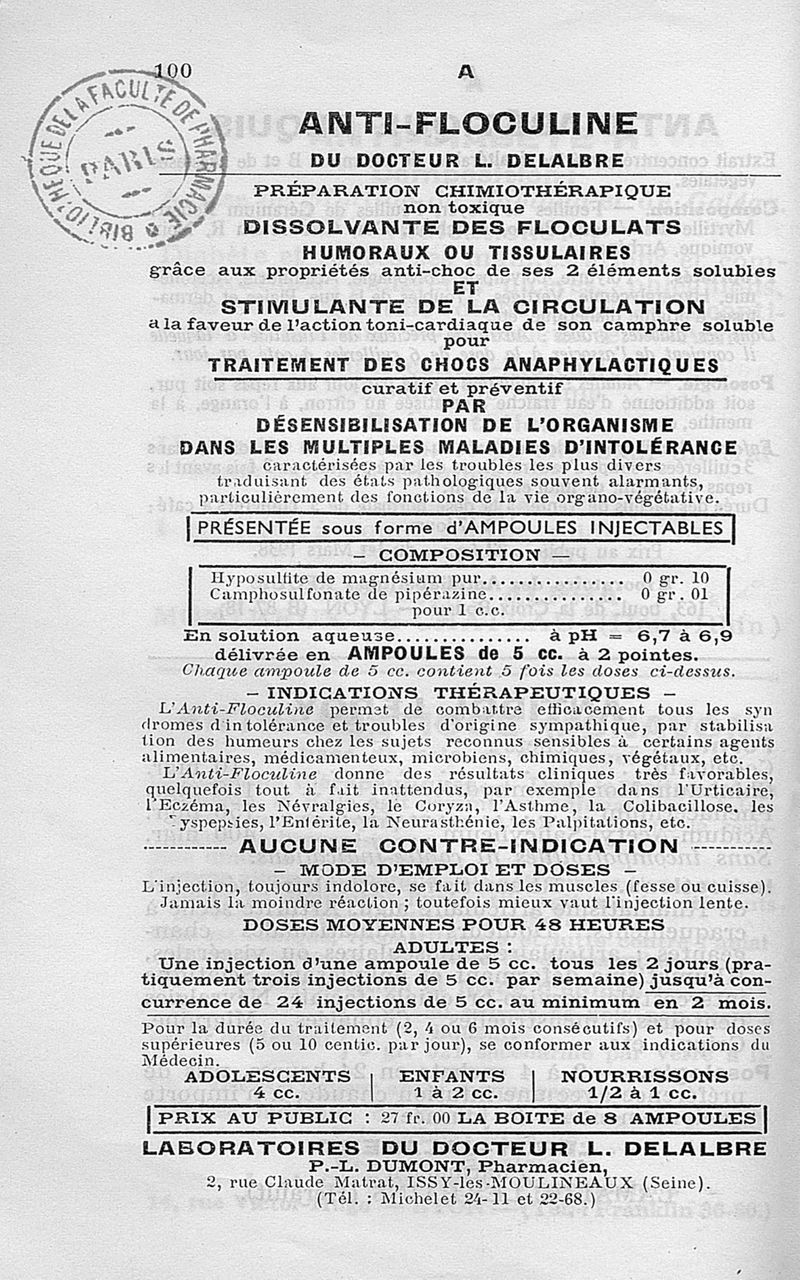 100
A
BIBLIOTHÈQUE DE LA FACULTÉ DE PHARMACIE
PARIS
ANTI-FLOCULINE
DU DOCTEUR L. DELALBRE
PRÉPARATION CHIMIOTHÉRAPIQUE
non toxique
DISSOLVANTE DES FLOCULATS
HUMORAUX OU TISSULAIRES
grâce aux propriétés anti-choc de ses 2 éléments solubles
ET
STIMULANTE DE LA CIRCULATION
a la faveur de l'action toni-cardiaque de son camphre soluble
pour
TRAITEMENT DES CHOCS ANAPHYLACTIQUES
curatif et préventif
PAR
DÉSENSIBILISATION DE L'ORGANISME
DANS LES MULTIPLES MALADIES D'INTOLÉRANCE
caractérisées par les troubles les plus divers
traduisant des états pathologiques souvent alarmants,
particulièrement des fonctions de la vie organo-végétative.
PRÉSENTÉE sous forme d'AMPOULES INJECTABLES
— COMPOSITION —
Hyposulfite de magnésium pur................. 0 gr. 10
Camphosulfonate de pipérazine................ 0 gr. 01
pour 1 c.c.
En solution aqueuse............... à pH = 6,7 à 6,9
délivrée en AMPOULES de 5 cc. à 2 pointes.
Chaque ampoule de 5 cc. contient 5 fois les doses ci-dessus.
— INDICATIONS THÉRAPEUTIQUES —
L'Anti-Floculine permet de combattre efficacement tous les syn
dromes d'intolérance et troubles d'origine sympathique, par stabilisa
tion des humeurs chez les sujets reconnus sensibles à certains agents
alimentaires, médicamenteux, microbiens, chimiques, végétaux, etc.
L'Anti-Floculine donne des résultats cliniques très favorables,
quelquefois tout à fait inattendus, par exemple dans l'Urticaire,
l'Eczéma, les Névralgies, le Coryza, l'Asthme, la Colibacillose, les
yspepsies, l'Entérite, la Neurasthénie, les Palpitations, etc.
----------- AUCUNE CONTRE-INDICATION ----------
— MODE D'EMPLOI ET DOSES —
L'injection, toujours indolore, se fait dans les muscles (fesse ou cuisse).
Jamais la moindre réaction ; toutefois mieux vaut l'injection lente.
DOSES MOYENNES POUR 48 HEURES
ADULTES :
Une injection d'une ampoule de 5 cc. tous les 2 jours (pra-
tiquement trois injections de 5 cc. par semaine) jusqu'à con-
currence de 24 injections de 5 cc. au minimum en 2 mois.
Pour la durée du traitement (2, 4 ou 6 mois consécutifs) et pour doses
supérieures (5 ou 10 centic. par jour), se conformer aux indications du
Médecin.
ADOLESCENTS | ENFANTS | NOURRISSONS
4 cc. | 1 à 2 cc. | 1/2 à 1 cc.
PRIX AU PUBLIC : 27 fr. 00 LA BOITE de 8 AMPOULES
LABORATOIRES DU DOCTEUR L. DELALBRE
P.-L. DUMONT, Pharmacien,
2, rue Claude Matrat, ISSY-les-MOULINEAUX (Seine).
(Tél. : Michelet 24-11 et 22-68.)